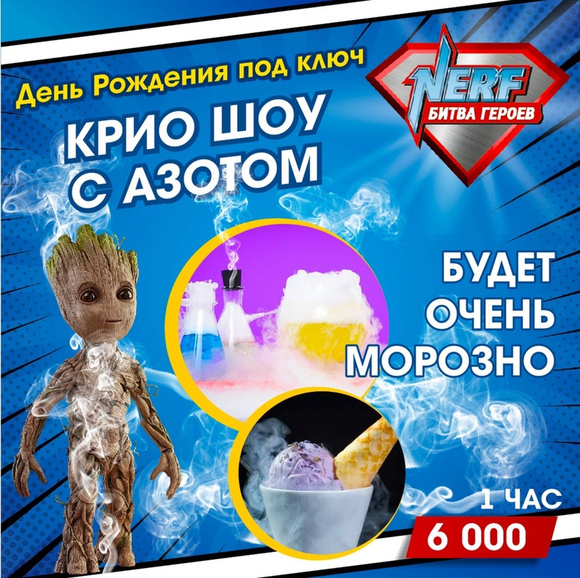 День Рождения под ключ
КРИО ШОУ
С АЗОТОМ
NERF
БИТВА ГЕРОЕВ
БУДЕТ
ОЧЕНЬ
МОРОЗНО
1 ЧАС
6 000